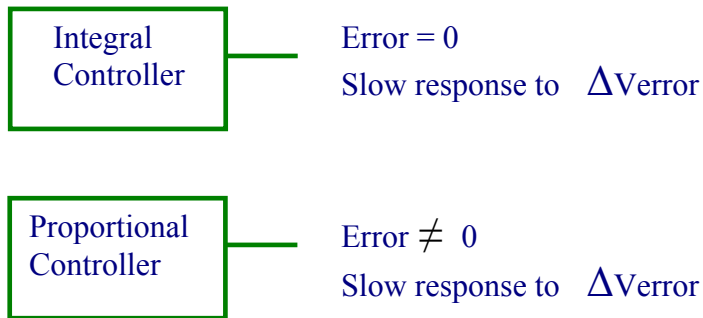 Integral
Controller
Error = 0
Slow response to ΔVerror
Proportional
Controller
Error ≠ 0
Slow response to ΔVerror